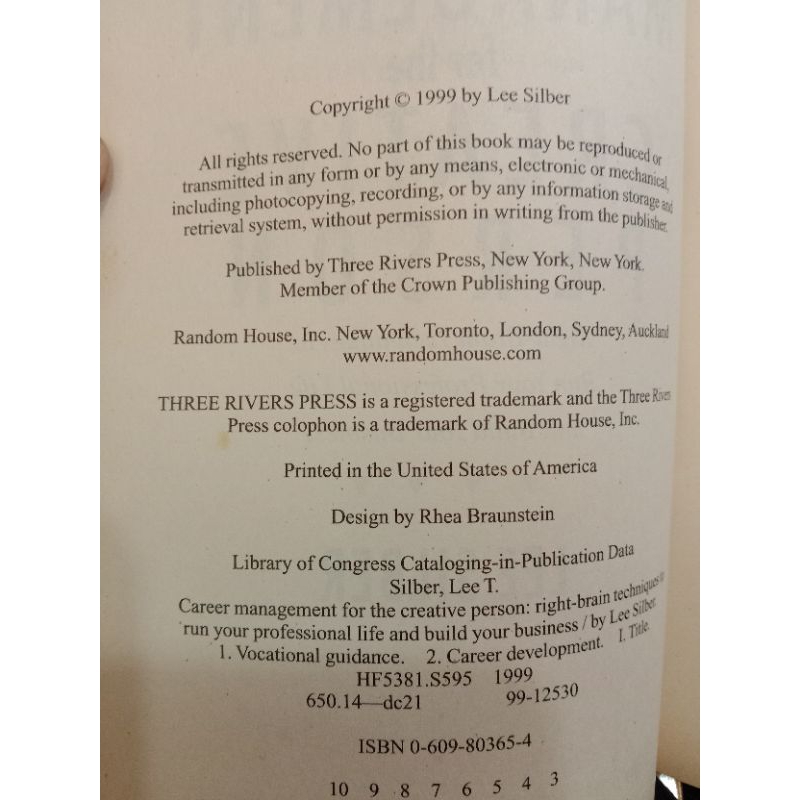 Copyright © 1999 by Lee Silber
All rights reserved. No part of this book may be reproduced or
transmitted in any form or by any means, electronic or mechanical,
including photocopying, recording, or by any information storage and
retrieval system, without permission in writing from the publisher.
Published by Three Rivers Press, New York, New York.
Member of the Crown Publishing Group.
Random House, Inc. New York, Toronto, London, Sydney, Auckland
www.randomhouse.com
THREE RIVERS PRESS is a registered trademark and the Three Rivers
Press colophon is a trademark of Random House, Inc.
Printed in the United States of America
Design by Rhea Braunstein
Library of Congress Cataloging-in-Publication Data
Silber, Lee T.
Career management for the creative person: right-brain techniques to
run your professional life and build your business / by Lee Silber.
1. Vocational guidance. 2. Career development. I. Title.
HF5381.S595 1999
650.14—dc21 99-12530
ISBN 0-609-80365-4
10 9 8 7 6 5 4 3